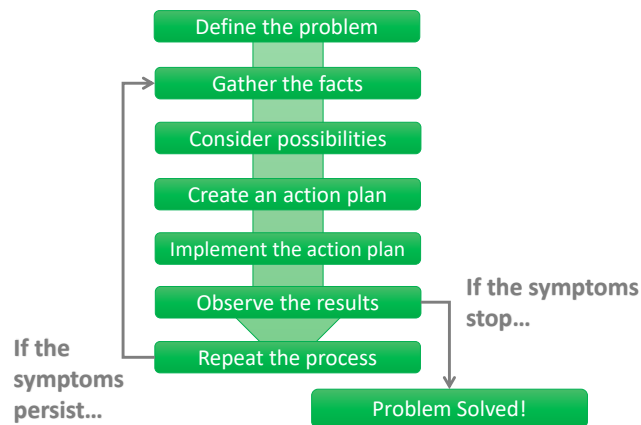 Define the problem
Gather the facts
Consider possibilities
Create an action plan
Implement the action plan
Observe the results
If the symptoms
stop...
Repeat the process
If the
symptoms
persist...
Problem Solved!